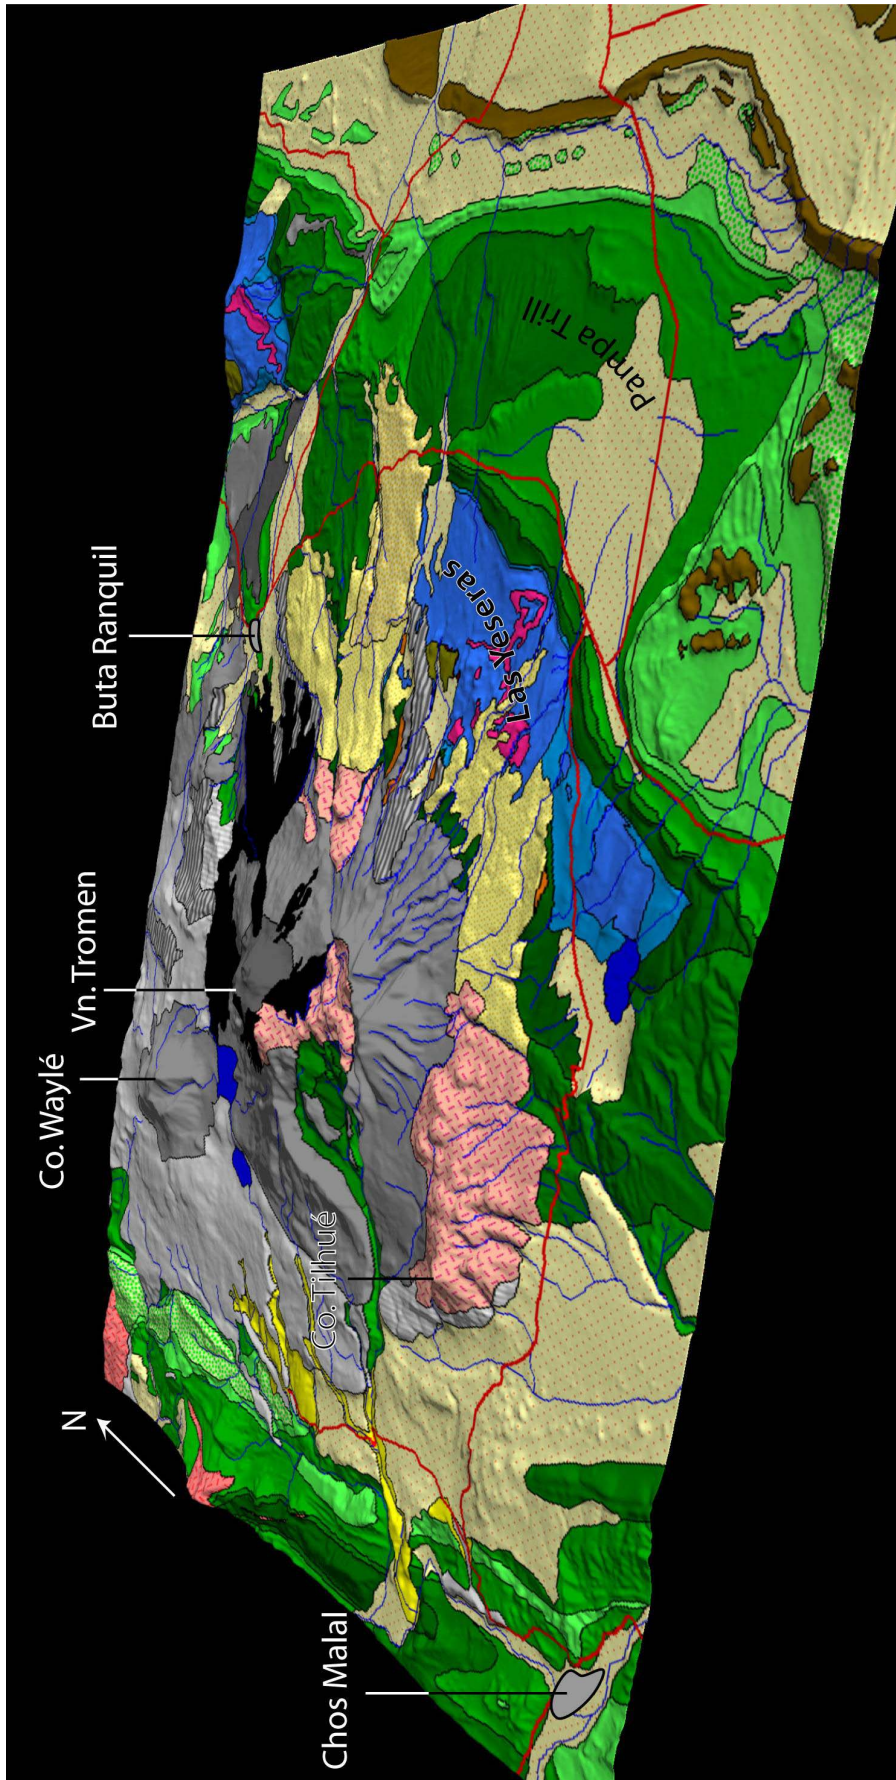 N
Co. Waylé
Vn. Tromen
Buta Ranquil
Chos Malal
Co. Tilhué
Las Yeseras
Pampa Trill